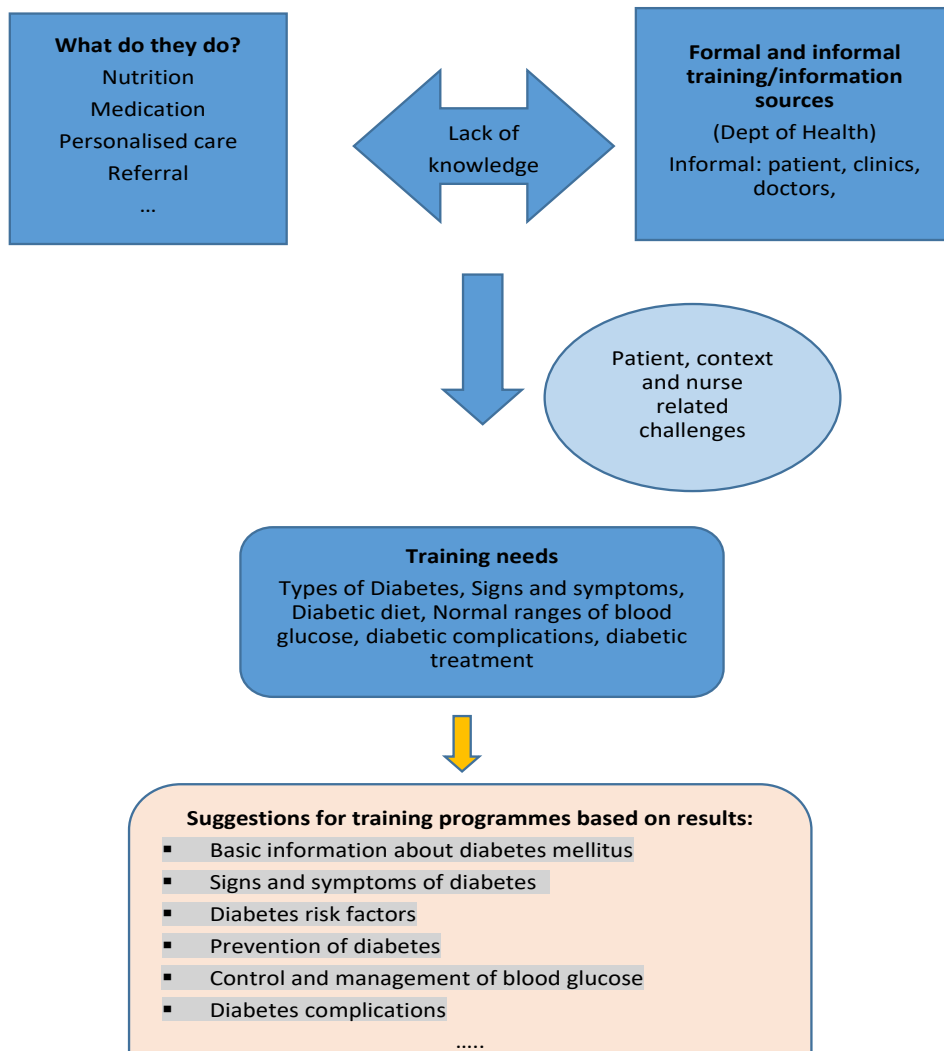 What do they do?
Nutrition
Medication
Personalised care
Referral
...
Lack of
knowledge
Formal and informal
training/information
sources
(Dept of Health)
Informal: patient, clinics,
doctors,
Patient, context
and nurse
related
challenges
Training needs
Types of Diabetes, Signs and symptoms,
Diabetic diet, Normal ranges of blood
glucose, diabetic complications, diabetic
treatment
Suggestions for training programmes based on results:
▪ Basic information about diabetes mellitus
▪ Signs and symptoms of diabetes
▪ Diabetes risk factors
▪ Prevention of diabetes
▪ Control and management of blood glucose
▪ Diabetes complications
.....